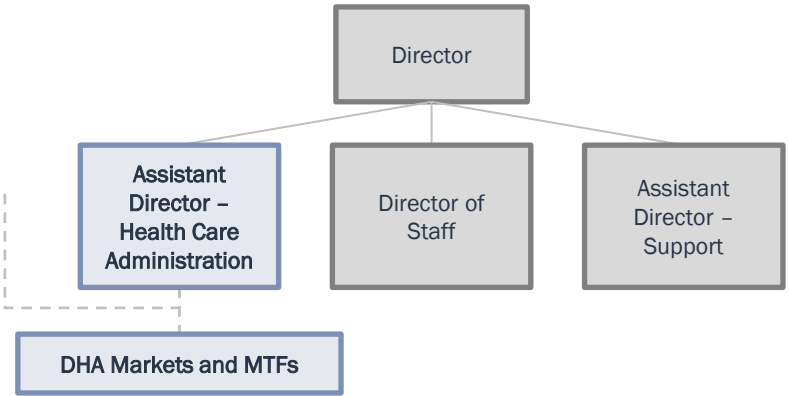 Director
Assistant
Director –
Health Care
Administration
Director of
Staff
Assistant
Director –
Support
DHA Markets and MTFs